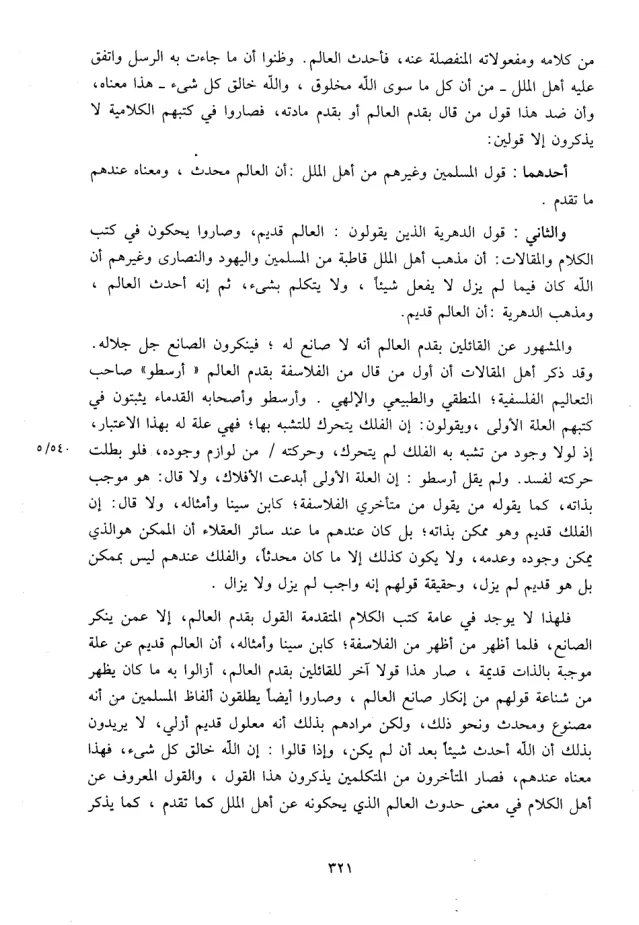 من كلامه ومفعولاته المنفصلة عنه، فأحدث العالم. وظنوا أن ما جاءت به الرسل واتفق
عليه أهل الملل ـ من أن كل ما سوى الله مخلوق ، والله خالق كل شىء ـ هذا معناه،
وأن ضد هذا قول من قال بقدم العالم أو بقدم مادته، فصاروا في كتبهم الكلامية لا
يذكرون إلا قولين:
أحدهما : قول المسلمين وغيرهم من أهل الملل :أن العالم محدث ، ومعناه عندهم
ما تقدم .
والثاني : قول الدهرية الذين يقولون : العالم قديم، وصاروا يحكون في كتب
الكلام والمقالات: أن مذهب أهل الملل قاطبة من المسلمين واليهود والنصارى وغيرهم أن
الله كان فيما لم يزل لا يفعل شيئاً ، ولا يتكلم بشىء، ثم إنه أحدث العالم ،
ومذهب الدهرية :أن العالم قديم.
والمشهور عن القائلين بقدم العالم أنه لا صانع له ؛ فينكرون الصانع جل جلاله.
وقد ذكر أهل المقالات أن أول من قال من الفلاسفة بقدم العالم « أرسطو» صاحب
التعاليم الفلسفية؛ المنطقي والطبيعي والإلهي . وأرسطو وأصحابه القدماء يثبتون في
كتبهم العلة الأولى ،ويقولون: إن الفلك يتحرك للتشبه بها؛ فهي علة له بهذا الاعتبار،
إذ لولا وجود من تشبه به الفلك لم يتحرك، وحركته / من لوازم وجوده، فلو بطلت
٥/٥٤٠
حركته لفسد. ولم يقل أرسطو : إن العلة الأولى أبدعت الأفلاك، ولا قال: هو موجب
بذاته، كما يقوله من يقول من متأخري الفلاسفة؛ كابن سينا وأمثاله، ولا قال: إن
الفلك قديم وهو ممكن بذاته؛ بل كان عندهم ما عند سائر العقلاء أن الممكن هوالذي
يمكن وجوده وعدمه، ولا يكون كذلك إلا ما كان محدثاً، والفلك عندهم ليس بممكن
بل هو قديم لم يزل، وحقيقة قولهم إنه واجب لم يزل ولا يزال .
فلهذا لا يوجد في عامة كتب الكلام المتقدمة القول بقدم العالم، إلا عمن ينكر
الصانع، فلما أظهر من أظهر من الفلاسفة؛ كابن سينا وأمثاله، أن العالم قديم عن علة
موجبة بالذات قديمة ، صار هذا قولا آخر للقائلين بقدم العالم، أزالوا به ما كان يظهر
من شناعة قولهم من إنكار صانع العالم ، وصاروا أيضاً يطلقون ألفاظ المسلمين من أنه
مصنوع ومحدث ونحو ذلك، ولكن مرادهم بذلك أنه معلول قديم أزلي، لا يريدون
بذلك أن الله أحدث شيئاً بعد أن لم يكن، وإذا قالوا : إن الله خالق كل شىء، فهذا
معناه عندهم، فصار المتأخرون من المتكلمين يذكرون هذا القول ، والقول المعروف عن
أهل الكلام في معنى حدوث العالم الذي يحكونه عن أهل الملل كما تقدم ، كما يذكر
٣٢١